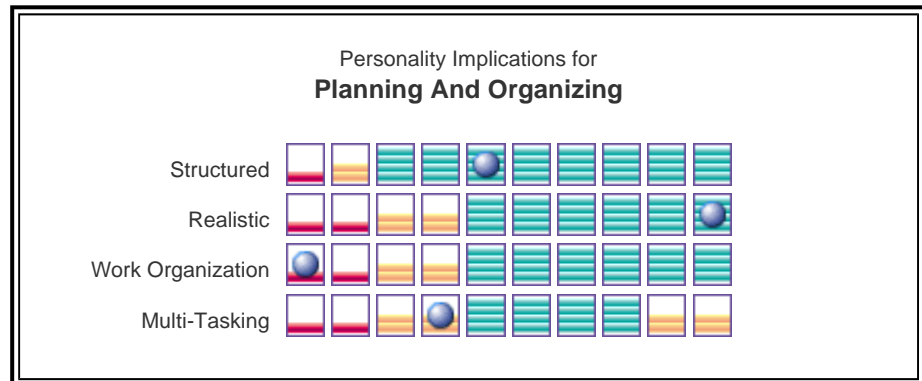 Personality Implications for
Planning And Organizing
Structured
Realistic
Work Organization
Multi-Tasking